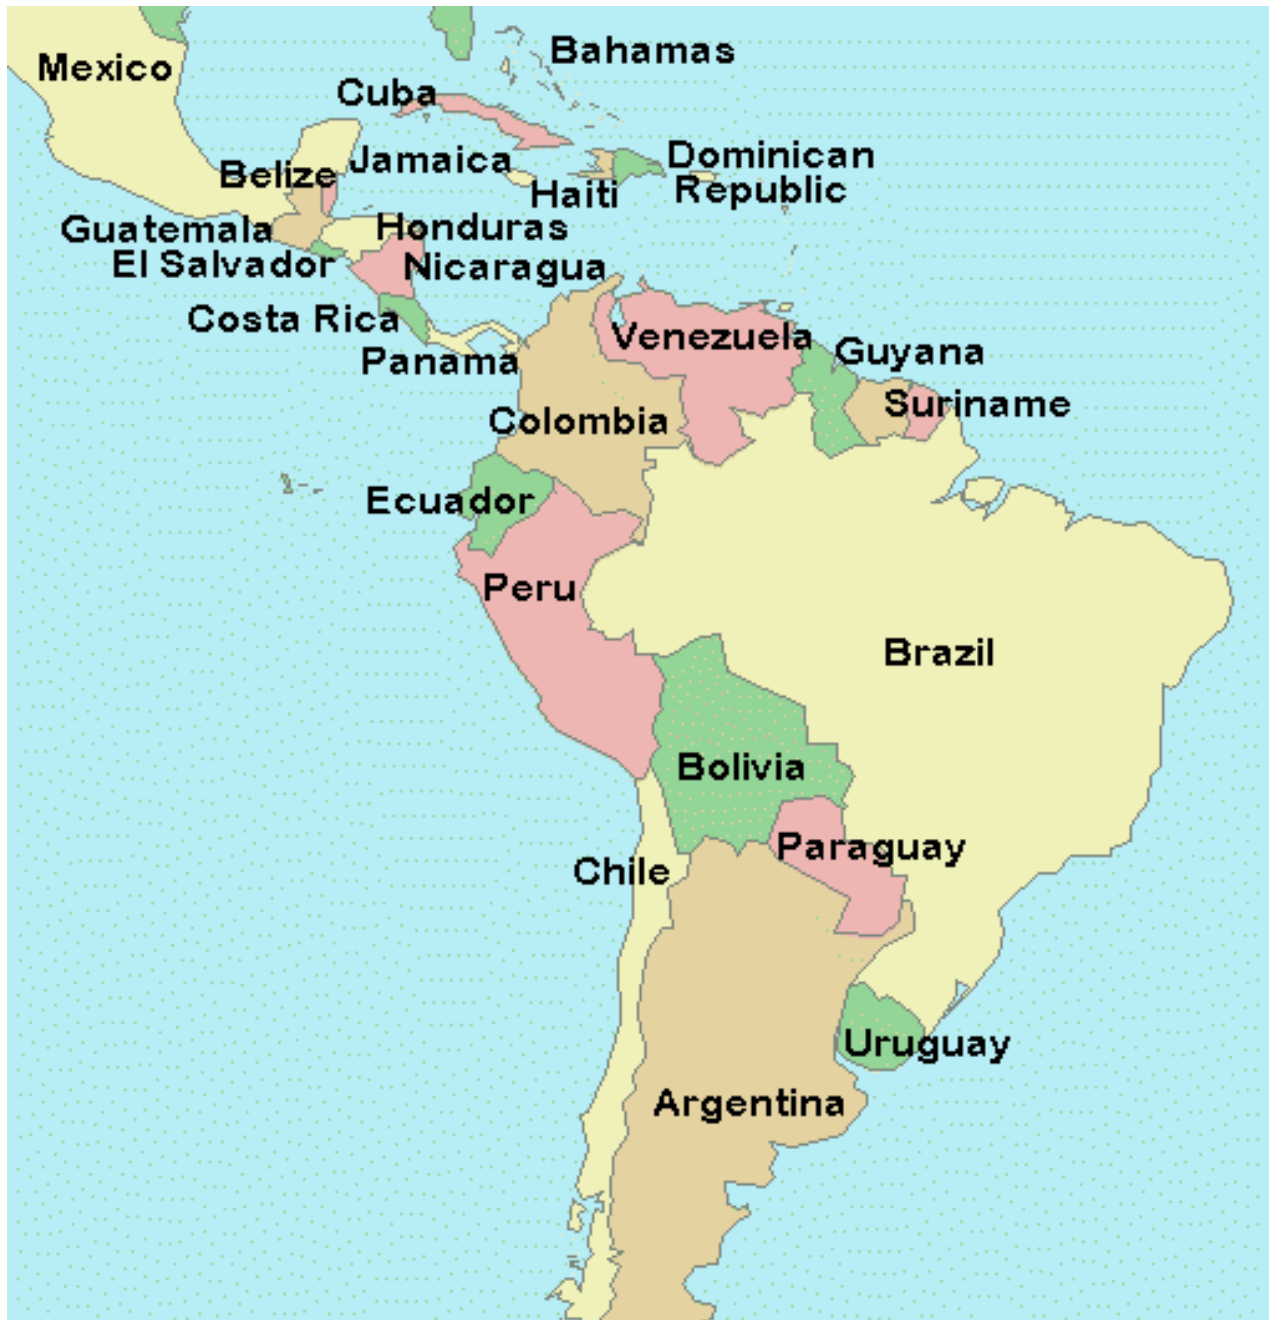 Bahamas
Mexico
Cuba
Jamaica
Dominican
Republic
Belize
Haiti
Guatemala
Honduras
El Salvador
Nicaragua
Costa Rica
Venezuela
Panama
Guyana
Suriname
Colombia
Ecuador
Peru
Brazil
Bolivia
Paraguay
Chile
Uruguay
Argentina